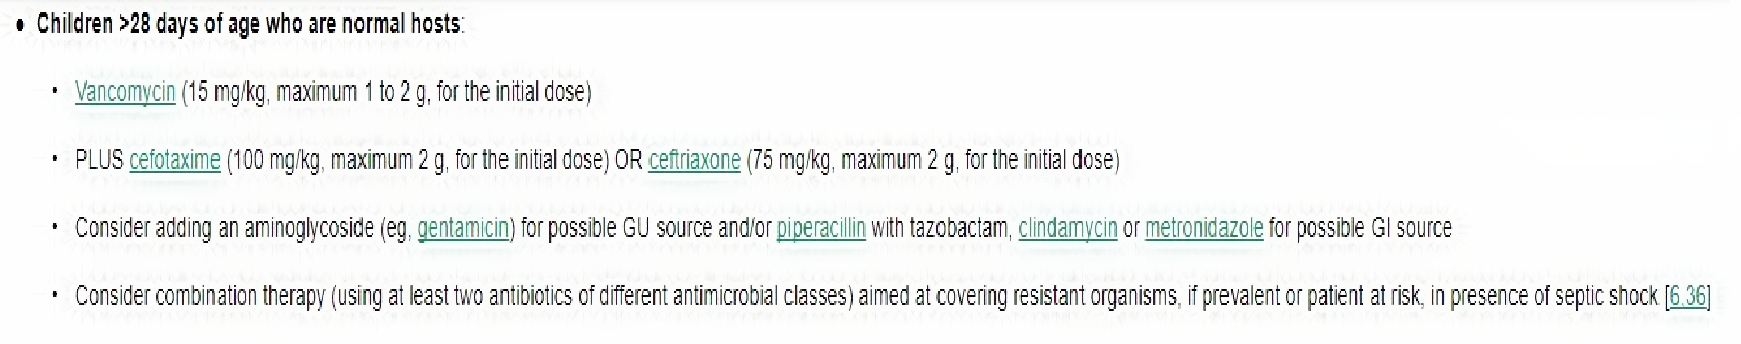 • Children >28 days of age who are normal hosts:
• Vancomycin (15 mg/kg, maximum 1 to 2 g, for the initial dose)
• PLUS cefotaxime (100 mg/kg, maximum 2 g, for the initial dose) OR ceftriaxone (75 mg/kg, maximum 2 g, for the initial dose)
• Consider adding an aminoglycoside (eg, gentamicin) for possible GU source and/or piperacillin with tazobactam, clindamycin or metronidazole for possible GI source
• Consider combination therapy (using at least two antibiotics of different antimicrobial classes) aimed at covering resistant organisms, if prevalent or patient at risk, in presence of septic shock [6,36]